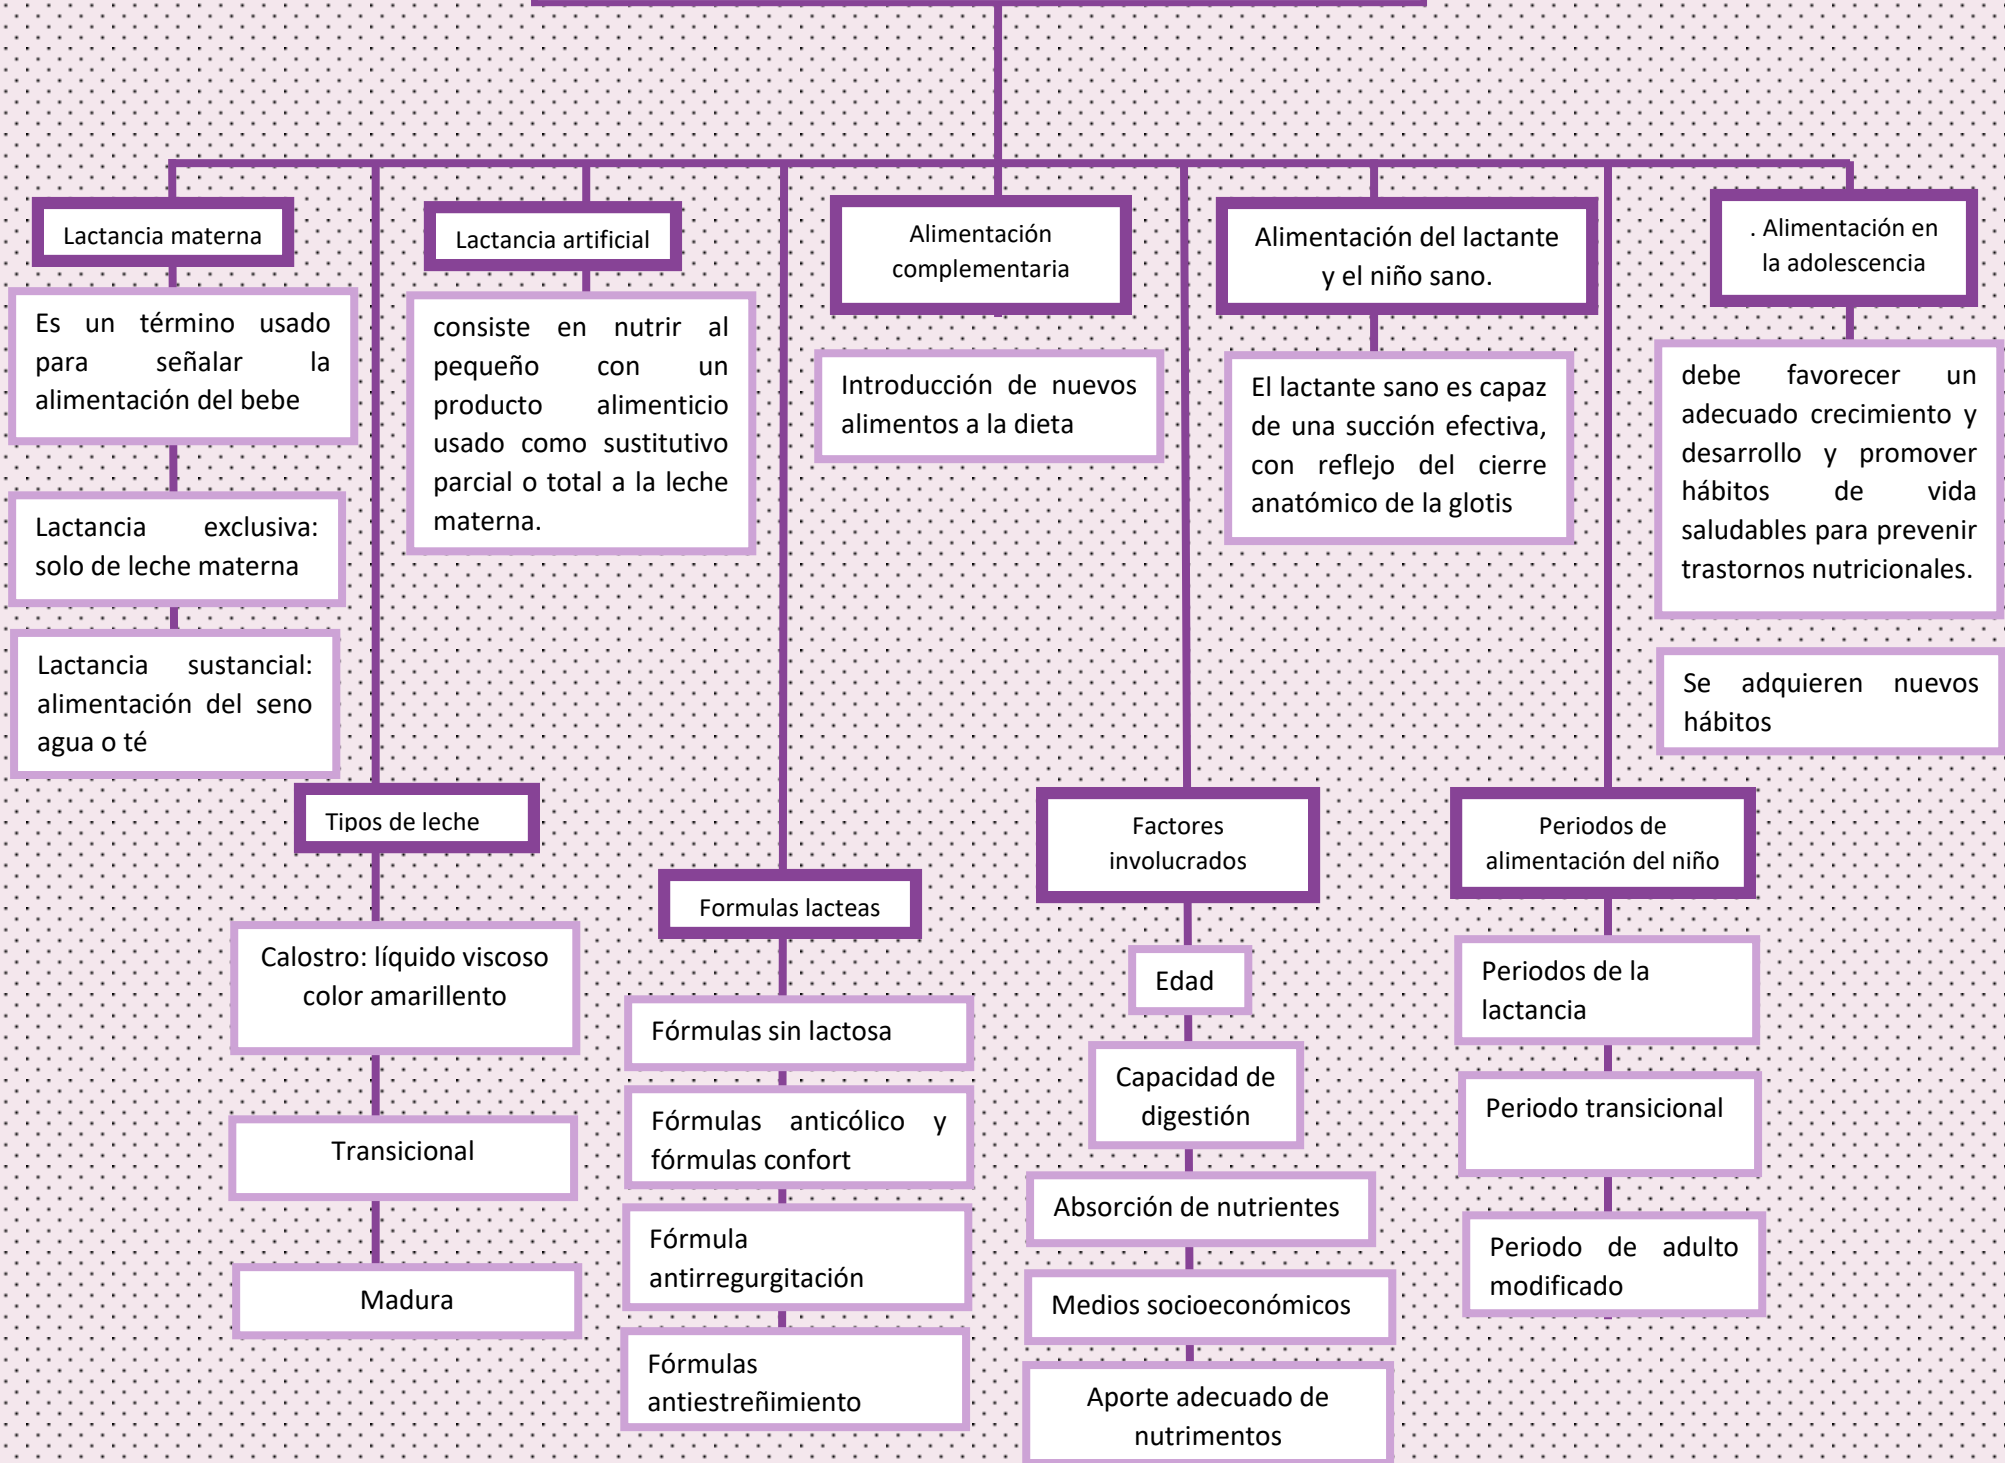 Lactancia materna
Es un término usado
para señalar la
alimentación del bebe
Lactancia exclusiva:
solo de leche materna
Lactancia sustancial:
alimentación del seno
agua o té
Tipos de leche
Calostro: líquido viscoso
color amarillento
Transicional
Madura
Lactancia artificial
consiste en nutrir al
pequeño con un
producto alimenticio
usado como sustitutivo
parcial o total a la leche
materna.
Formulas lacteas
Fórmulas sin lactosa
Fórmulas anticólico y
fórmulas confort
Fórmula
antirregurgitación
Fórmulas
antiestreñimiento
Alimentación
complementaria
Introducción de nuevos
alimentos a la dieta
Factores
involucrados
Edad
Capacidad de
digestión
Absorción de nutrientes
Medios socioeconómicos
Aporte adecuado de
nutrimentos
Alimentación del lactante
y el niño sano.
El lactante sano es capaz
de una succión efectiva,
con reflejo del cierre
anatómico de la glotis
Periodos de
alimentación del niño
Periodos de la
lactancia
Periodo transicional
Periodo de adulto
modificado
. Alimentación en
la adolescencia
debe favorecer un
adecuado crecimiento y
desarrollo y promover
hábitos de vida
saludables para prevenir
trastornos nutricionales.
Se adquieren nuevos
hábitos